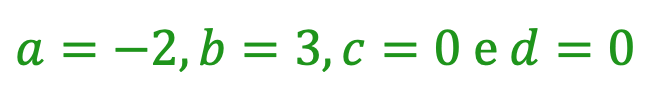 a = −2, b = 3, c = 0 e d = 0